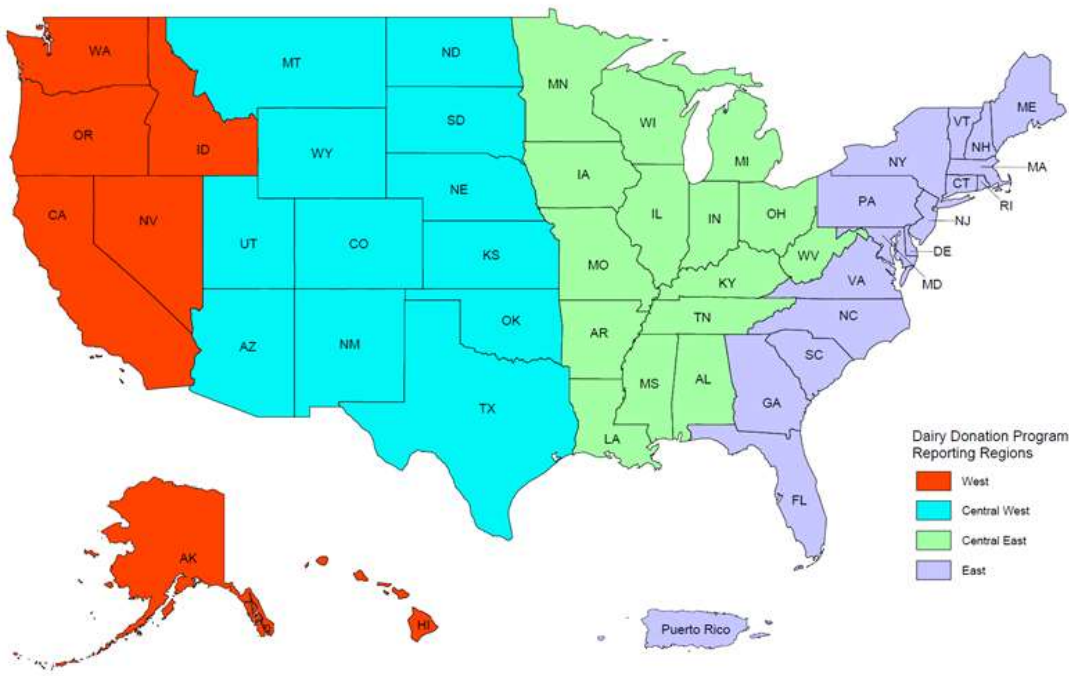 WA
MT
ND
MN
ME
VT
NH
OR
ID
SD
WI
MI
NY
MA
WY
CT
RI
IA
NE
PA
NJ
CA
NV
UT
CO
IL
IN
OH
DE
KS
MO
WV
VA
MD
KY
OK
AR
TN
NC
AZ
NM
SC
TX
MS
AL
GA
LA
FL
Dairy Donation Program
Reporting Regions
West
Central West
Central East
East
AK
HI
Puerto Rico